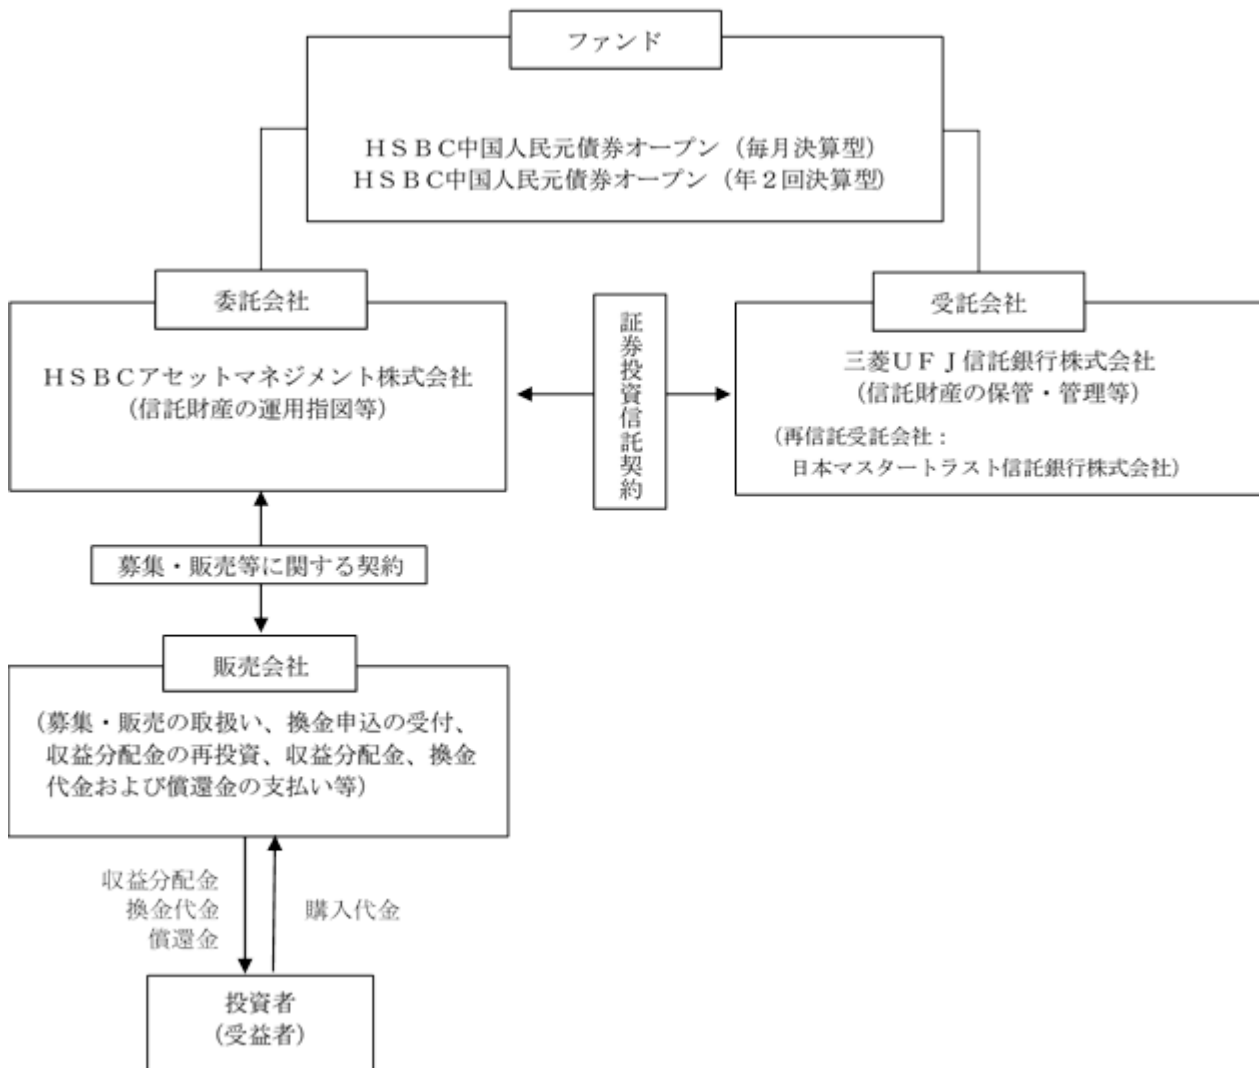 ファンド
HSBC中国人民元債券オープン（毎月決算型）
HSBC中国人民元債券オープン（年２回決算型）
委託会社
HSBCアセットマネジメント株式会社
（信託財産の運用指図等）
証券投資信託契約
受託会社
三菱UFJ信託銀行株式会社
（信託財産の保管・管理等）
（再信託受託会社：
日本マスタートラスト信託銀行株式会社）
募集・販売等に関する契約
販売会社
（募集・販売の取扱い、換金申込の受付、
収益分配金の再投資、収益分配金、換金
代金および償還金の支払い等）
収益分配金
換金代金
償還金
購入代金
投資者
（受益者）